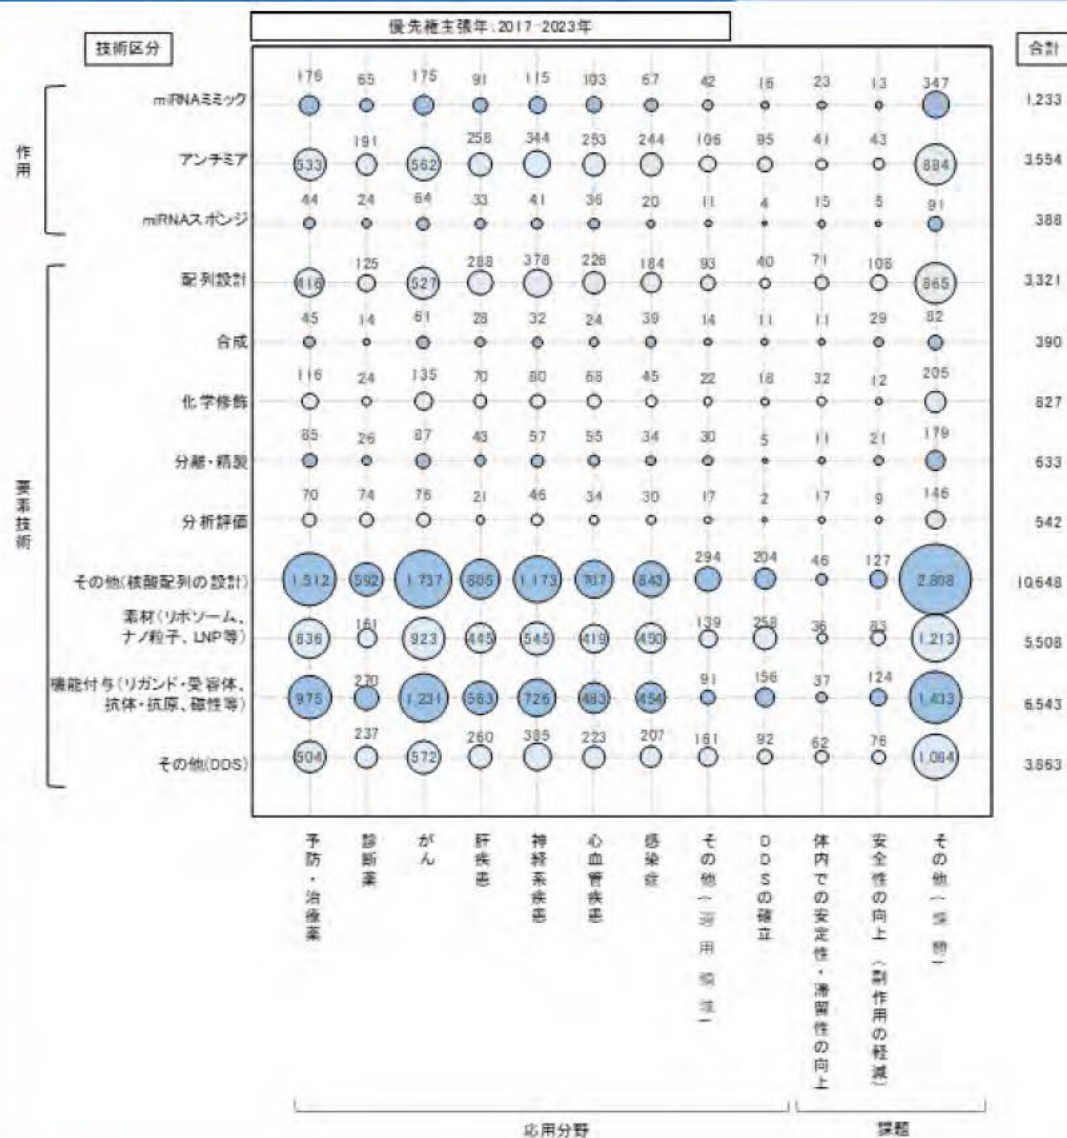 優先権主張年:2017-2023年
技術区分
合計
作用
176 65 175 91 115 103 67 42 16 23 13 347
miRNAミミック 1,233
191 258 344 253 244 106 95 41 43
アンチミア 533 562 884 3,554
44 24 64 33 41 36 20 11 4 15 5 91
miRNAスポンジ 388
要素技術
125 288 378 226 184 93 40 71 108
配列設計 416 527 865 3,321
45 14 61 28 32 24 39 14 11 11 29 82
合成 390
116 24 135 70 80 68 45 22 18 32 12 205
化学修飾 827
85 26 87 43 57 55 34 30 5 11 21 179
分離・精製 633
70 74 76 21 46 34 30 17 2 17 9 146
分析評価 542
294 204 46 127
その他(核酸配列の設計) 1,512 592 1,737 805 1,173 707 643 2,808 10,648
161 139 258 36 83
素材(リポソーム、
ナノ粒子、LNP等) 836 923 445 545 419 450 1,213 5,508
270 91 156 37 124
機能付与(リガンド・受容体、
抗体・抗原、磁性等) 975 1,231 563 726 483 454 1,433 6,543
237 260 385 223 207 161 92 62 76
その他(DDS) 504 572 1,064 3,843
予防・治療薬
診断薬
がん
肝疾患
神経系疾患
心血管疾患
感染症
その他(適用領域)
DDSの確立
体内での安定性・滞留性の向上
安全性の向上(副作用の軽減)
その他(課題)
応用分野
課題